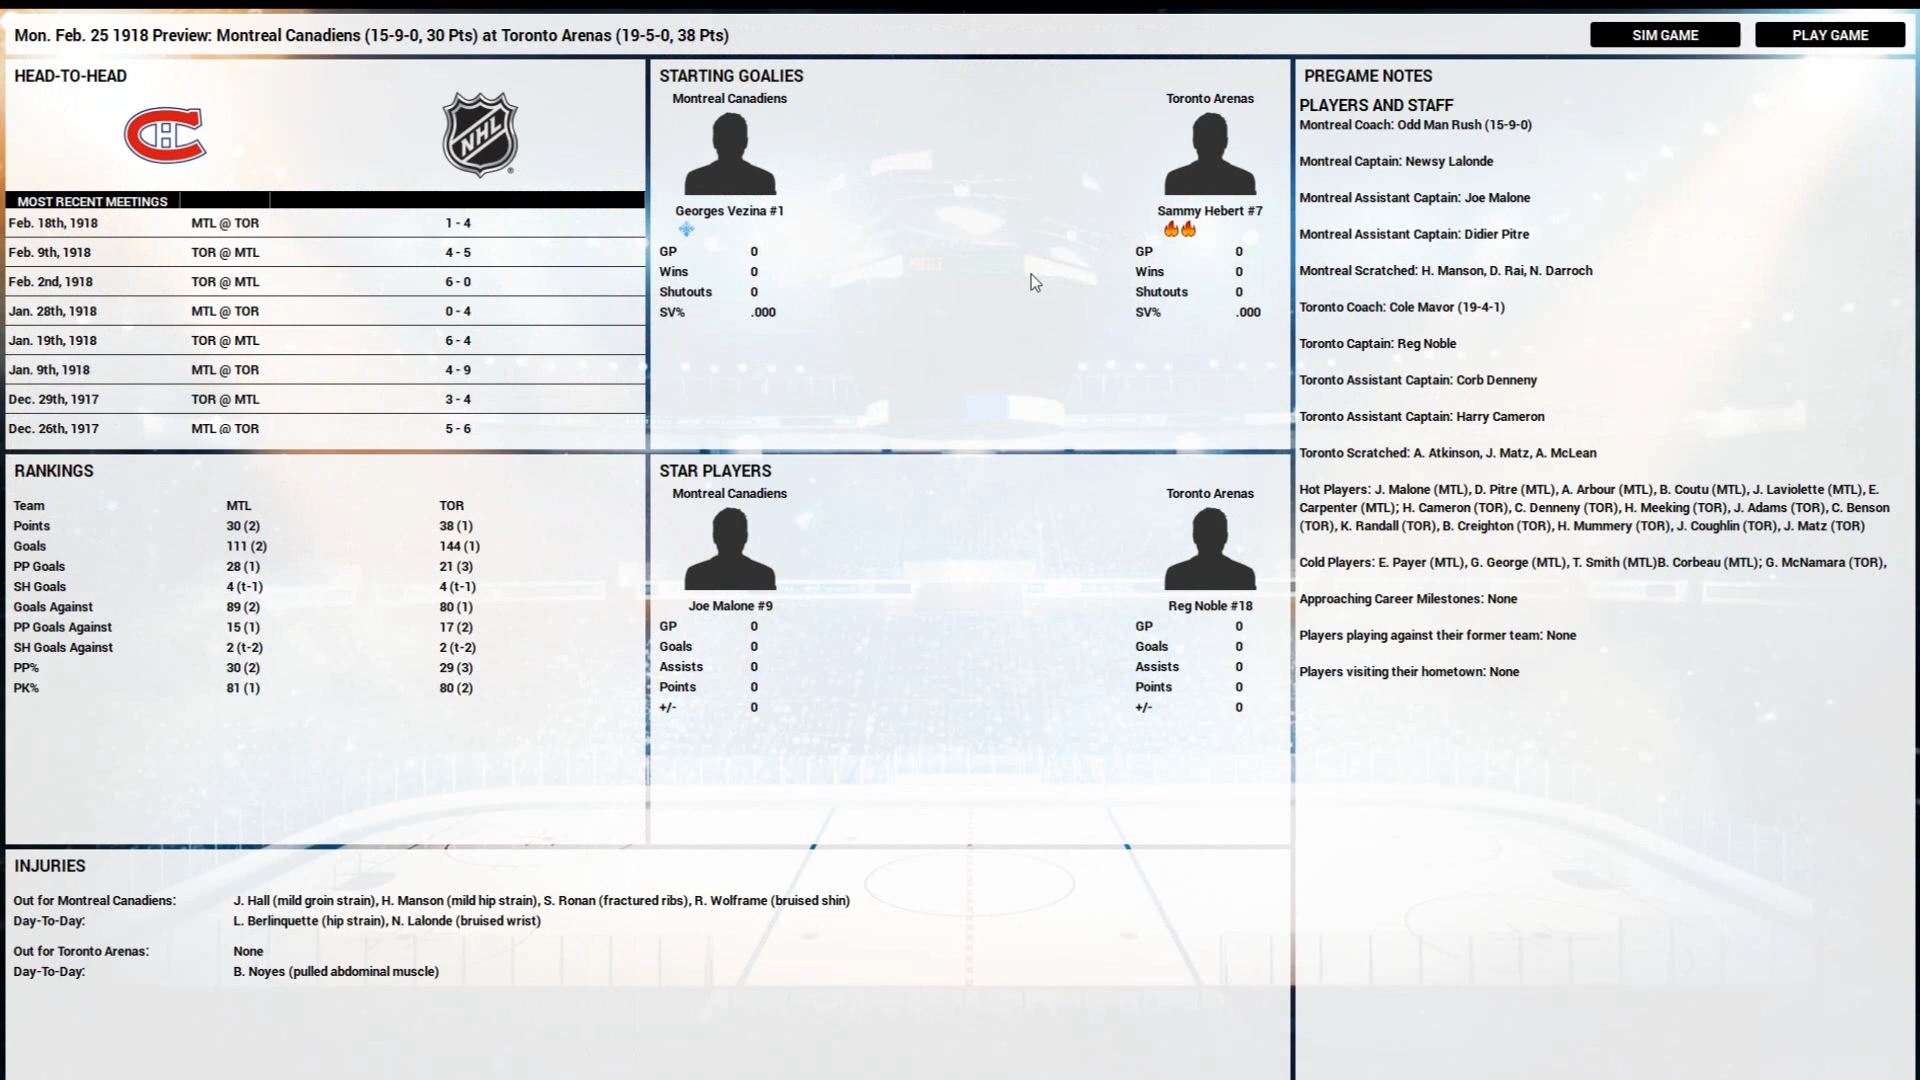 Mon. Feb. 25 1918 Preview: Montreal Canadiens (15-9-0, 30 Pts) at Toronto Arenas (19-5-0, 38 Pts)
SIM GAME
PLAY GAME
HEAD-TO-HEAD
NHL
MOST RECENT MEETINGS
Feb. 18th, 1918 MTL @ TOR 1 - 4
Feb. 9th, 1918 TOR @ MTL 4 - 5
Feb. 2nd, 1918 TOR @ MTL 6 - 0
Jan. 28th, 1918 MTL @ TOR 0 - 4
Jan. 19th, 1918 TOR @ MTL 6 - 4
Jan. 9th, 1918 MTL @ TOR 4 - 9
Dec. 29th, 1917 TOR @ MTL 3 - 4
Dec. 26th, 1917 MTL @ TOR 5 - 6
STARTING GOALIES
Montreal Canadiens Toronto Arenas
Georges Vezina #1 Sammy Hebert #7
GP 0 GP 0
Wins 0 Wins 0
Shutouts 0 Shutouts 0
SV% .000 SV% .000
RANKINGS
Team MTL TOR
Points 30 (2) 38 (1)
Goals 111 (2) 144 (1)
PP Goals 28 (1) 21 (3)
SH Goals 4 (t-1) 4 (t-1)
Goals Against 89 (2) 80 (1)
PP Goals Against 15 (1) 17 (2)
SH Goals Against 2 (t-2) 2 (t-2)
PP% 30 (2) 29 (3)
PK% 81 (1) 80 (2)
STAR PLAYERS
Montreal Canadiens Toronto Arenas
Joe Malone #9 Reg Noble #18
GP 0 GP 0
Goals 0 Goals 0
Assists 0 Assists 0
Points 0 Points 0
+/- 0 +/- 0
INJURIES
Out for Montreal Canadiens: J. Hall (mild groin strain), H. Manson (mild hip strain), S. Ronan (fractured ribs), R. Wolframe (bruised shin)
Day-To-Day: L. Berlinquette (hip strain), N. Lalonde (bruised wrist)
Out for Toronto Arenas: None
Day-To-Day: B. Noyes (pulled abdominal muscle)
PREGAME NOTES
PLAYERS AND STAFF
Montreal Coach: Odd Man Rush (15-9-0)
Montreal Captain: Newsy Lalonde
Montreal Assistant Captain: Joe Malone
Montreal Assistant Captain: Didier Pitre
Montreal Scratched: H. Manson, D. Rai, N. Darroch
Toronto Coach: Cole Mavor (19-4-1)
Toronto Captain: Reg Noble
Toronto Assistant Captain: Corb Denneny
Toronto Assistant Captain: Harry Cameron
Toronto Scratched: A. Atkinson, J. Matz, A. McLean
Hot Players: J. Malone (MTL), D. Pitre (MTL), A. Arbour (MTL), B. Coutu (MTL), J. Laviolette (MTL), E.
Carpenter (MTL); H. Cameron (TOR), C. Denneny (TOR), H. Meeking (TOR), J. Adams (TOR), C. Benson
(TOR), K. Randall (TOR), B. Creighton (TOR), H. Mummery (TOR), J. Coughlin (TOR), J. Matz (TOR)
Cold Players: E. Payer (MTL), G. George (MTL), T. Smith (MTL)B. Corbeau (MTL); G. McNamara (TOR),
Approaching Career Milestones: None
Players playing against their former team: None
Players visiting their hometown: None